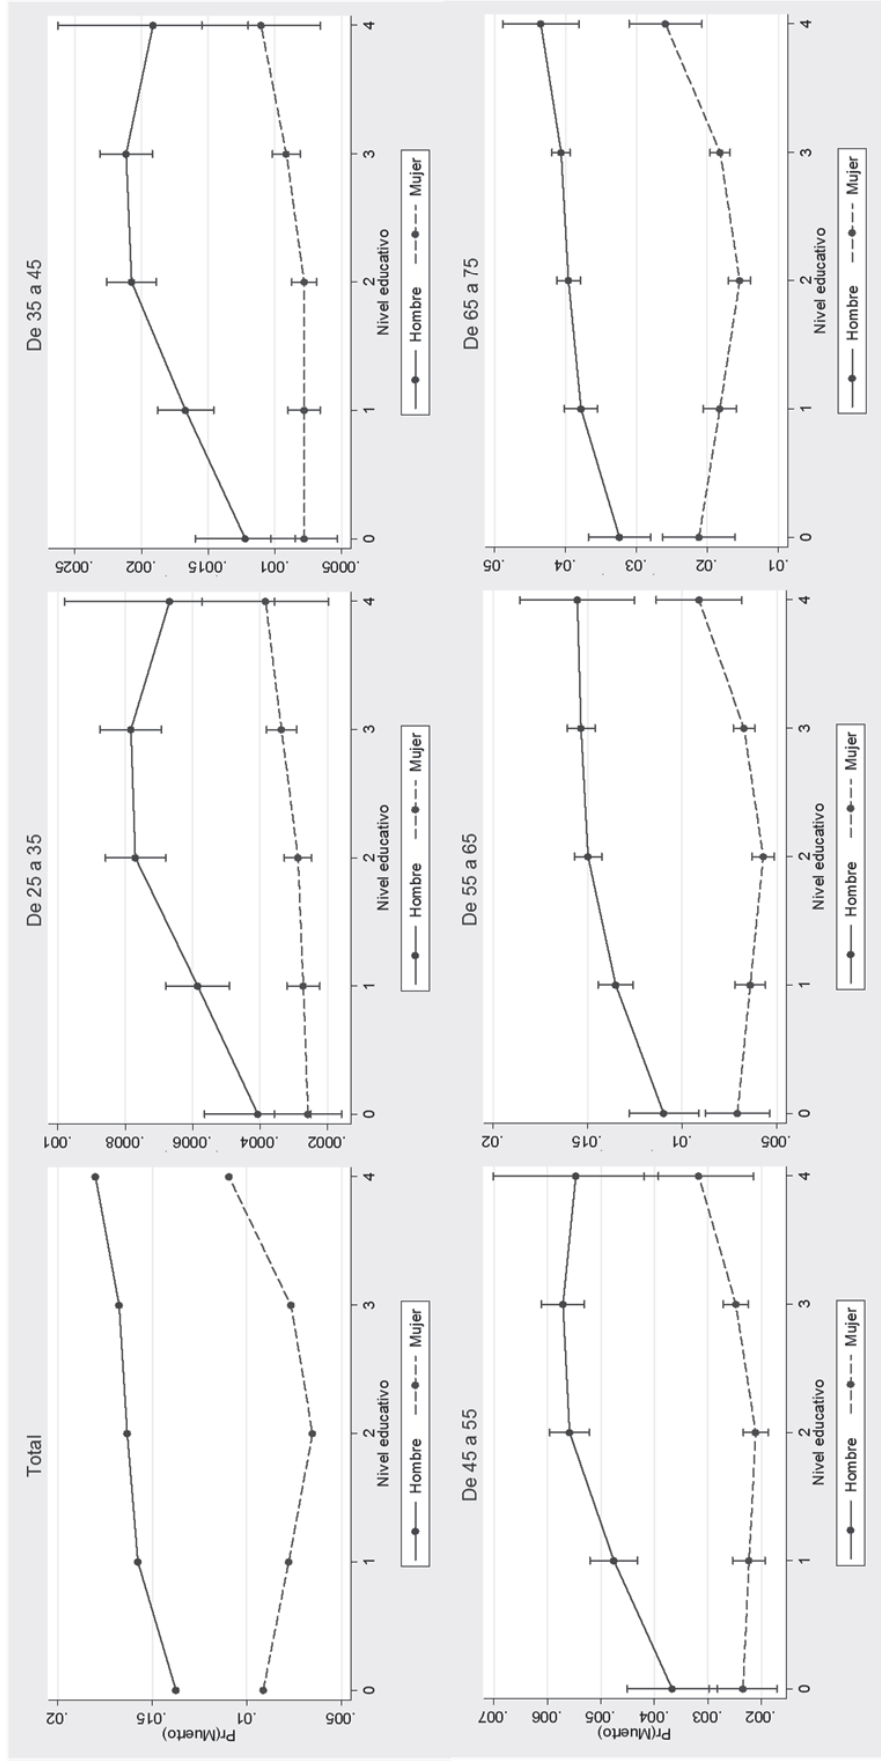 Total
Pr(Muerto)
.02
.015
.01
.005
0 1 2 3 4
Nivel educativo
Hombre Mujer
De 25 a 35
.001
.0008
.0006
.0004
.0002
0 1 2 3 4
Nivel educativo
Hombre Mujer
De 35 a 45
.0025
.002
.0015
.001
.0005
0 1 2 3 4
Nivel educativo
Hombre Mujer
De 45 a 55
Pr(Muerto)
.007
.006
.005
.004
.003
.002
0 1 2 3 4
Nivel educativo
Hombre Mujer
De 55 a 65
.02
.015
.01
.005
0 1 2 3 4
Nivel educativo
Hombre Mujer
De 65 a 75
.05
.04
.03
.02
.01
0 1 2 3 4
Nivel educativo
Hombre Mujer